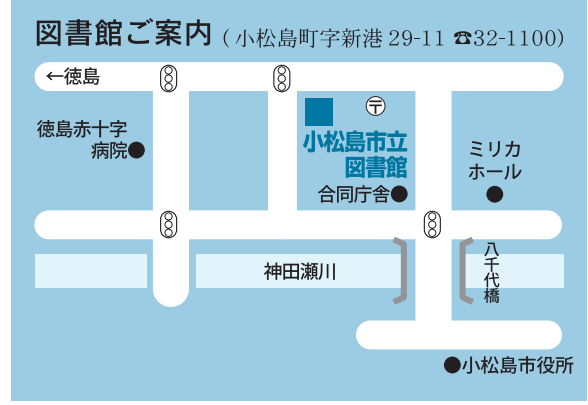 図書館ご案内(小松島町字新港 29-11 ☎32-1100)
←徳島
〒
徳島赤十字
病院●
小松島市立
図書館
ミリカ
ホール
合同庁舎●
八千代橋
神田瀬川
●小松島市役所